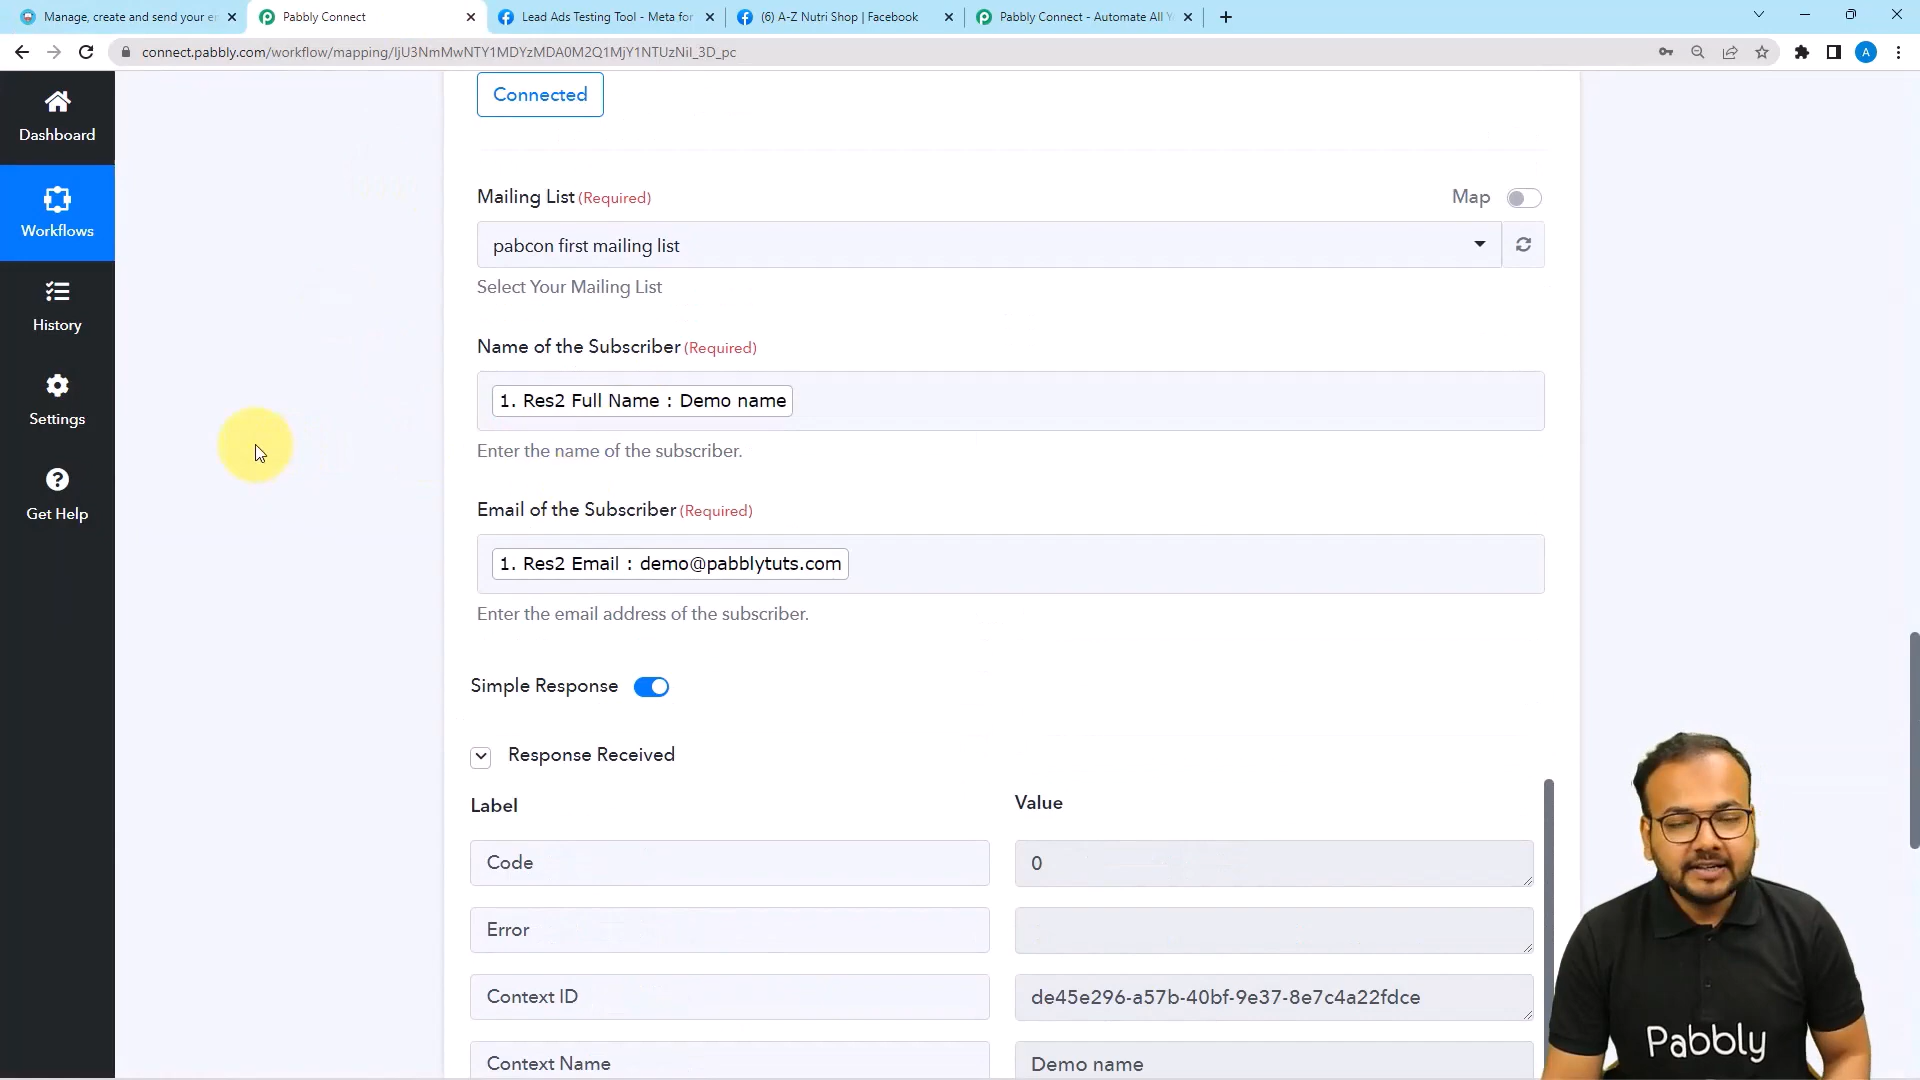 Manage, create and send your e
Pabbly Connect
Lead Ads Testing Tool - Meta for
(6) A-Z Nutri Shop | Facebook
Pabbly Connect - Automate All Y
connect.pabbly.com/workflow/mapping/IjU3NmMwNTY1MDYzMDA0M2Q1MjY1NTUzNiI_3D_pc
A
Dashboard
Workflows
History
Settings
Get Help
Connected
Mailing List (Required)
Map
pabcon first mailing list
Select Your Mailing List
Name of the Subscriber (Required)
1. Res2 Full Name : Demo name
Enter the name of the subscriber.
Email of the Subscriber (Required)
1. Res2 Email : demo@pabblytuts.com
Enter the email address of the subscriber.
Simple Response
Response Received
Label
Value
Code
0
Error
Context ID
de45e296-a57b-40bf-9e37-8e7c4a22fdce
Context Name
Demo name
Pabbly